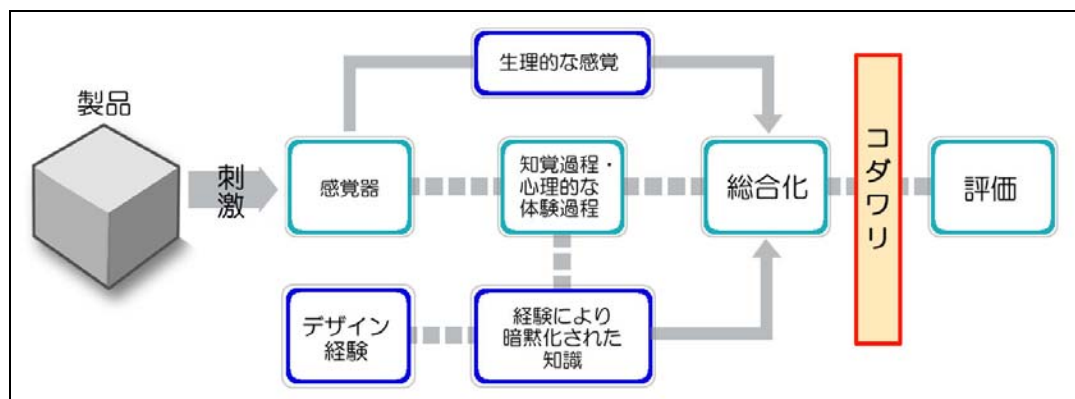 製品
刺激
感覚器
生理的な感覚
知覚過程・
心理的な
体験過程
デザイン
経験
経験により
暗黙化された
知識
総合化
コダワリ
評価